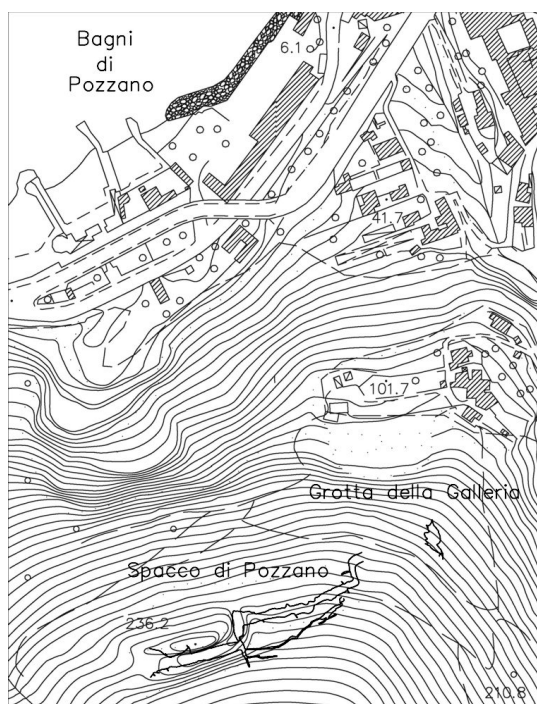 Bagni
di
Pozzano
6.1
41.7
101.7
Grotta della Galleria
Spacco di Pozzano
236.2
210.8